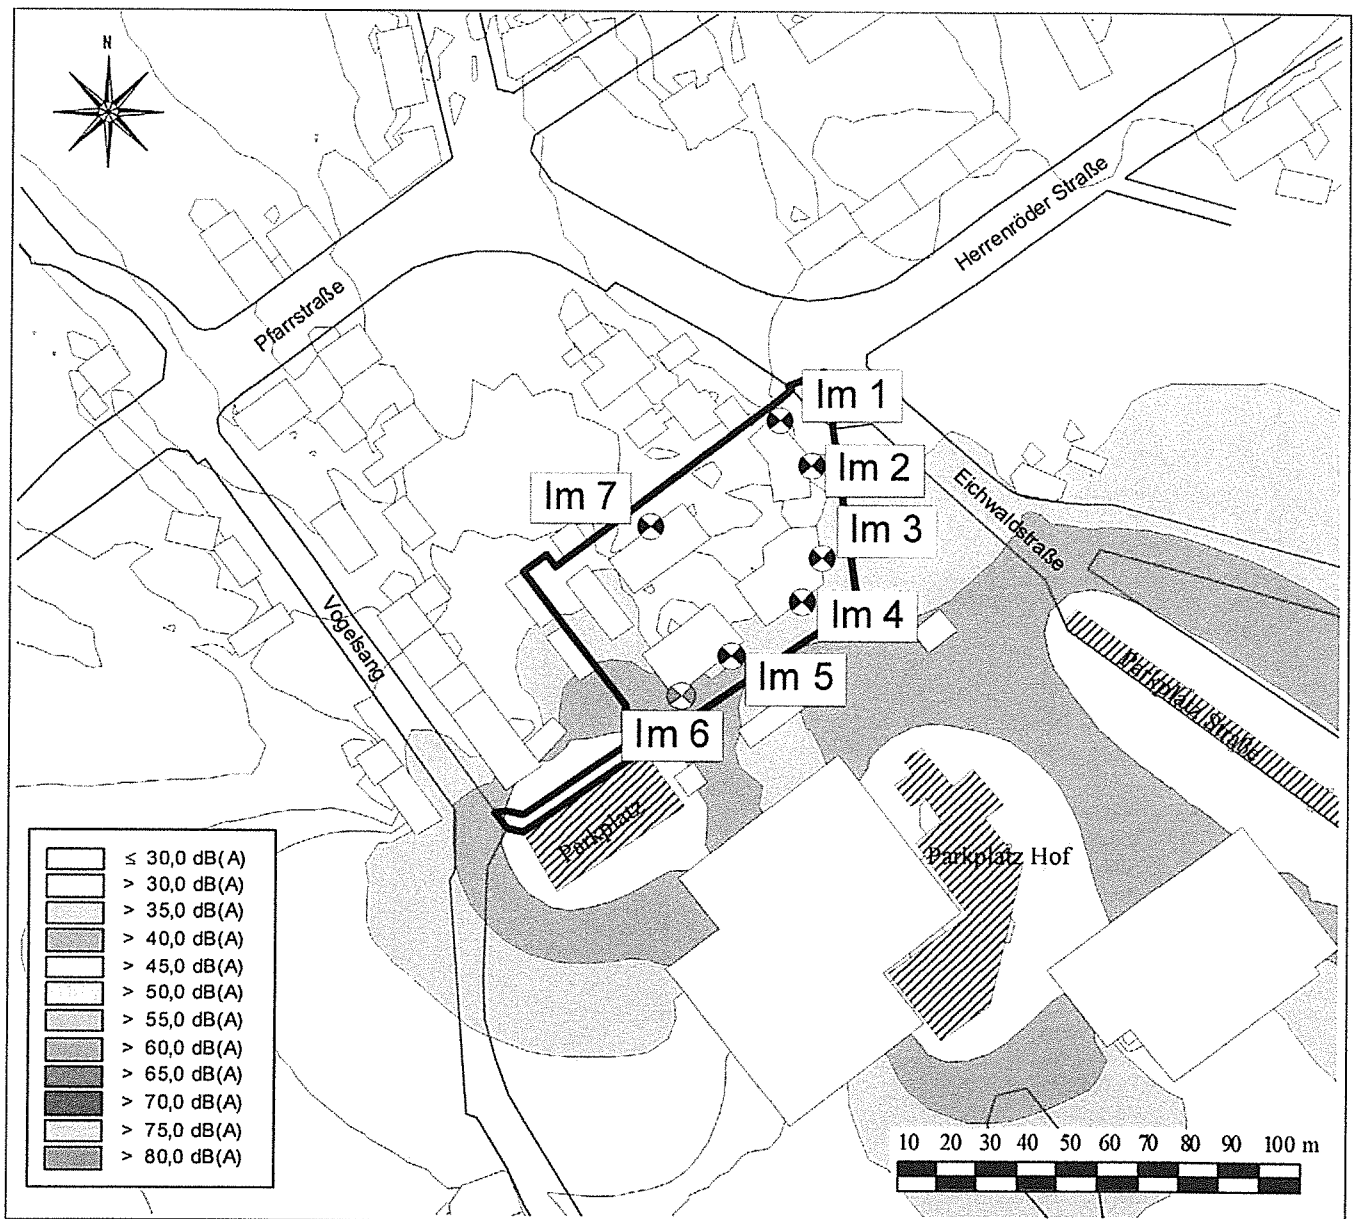 N
Herrenröder Straße
Pfarrstraße
Im 1
Im 2
Eichwaldstraße
Im 7
Im 3
Im 4
Vogelsang
Im 5
Parkplatz Straße
Im 6
Parkplatz
Parkplatz Hof
≤ 30,0 dB(A)
> 30,0 dB(A)
> 35,0 dB(A)
> 40,0 dB(A)
> 45,0 dB(A)
> 50,0 dB(A)
> 55,0 dB(A)
> 60,0 dB(A)
> 65,0 dB(A)
> 70,0 dB(A)
> 75,0 dB(A)
> 80,0 dB(A)
10 20 30 40 50 60 70 80 90 100 m